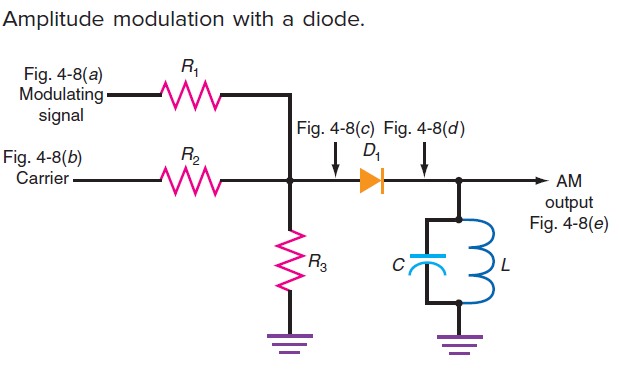 Amplitude modulation with a diode.
Fig. 4-8(a)
Modulating
signal
R1
Fig. 4-8(b)
Carrier
R2
Fig. 4-8(c) Fig. 4-8(d)
D1
AM
output
Fig. 4-8(e)
R3
C
L